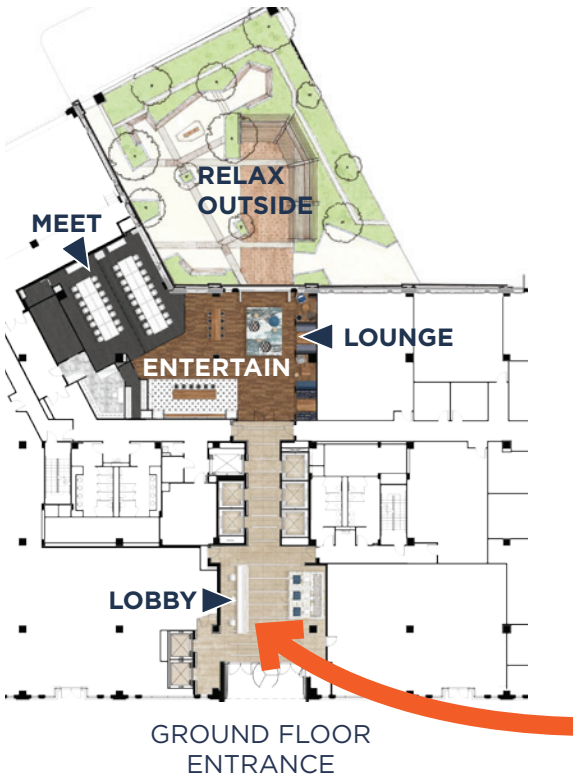 RELAX
OUTSIDE
MEET
LOUNGE
ENTERTAIN
LOBBY
GROUND FLOOR
ENTRANCE